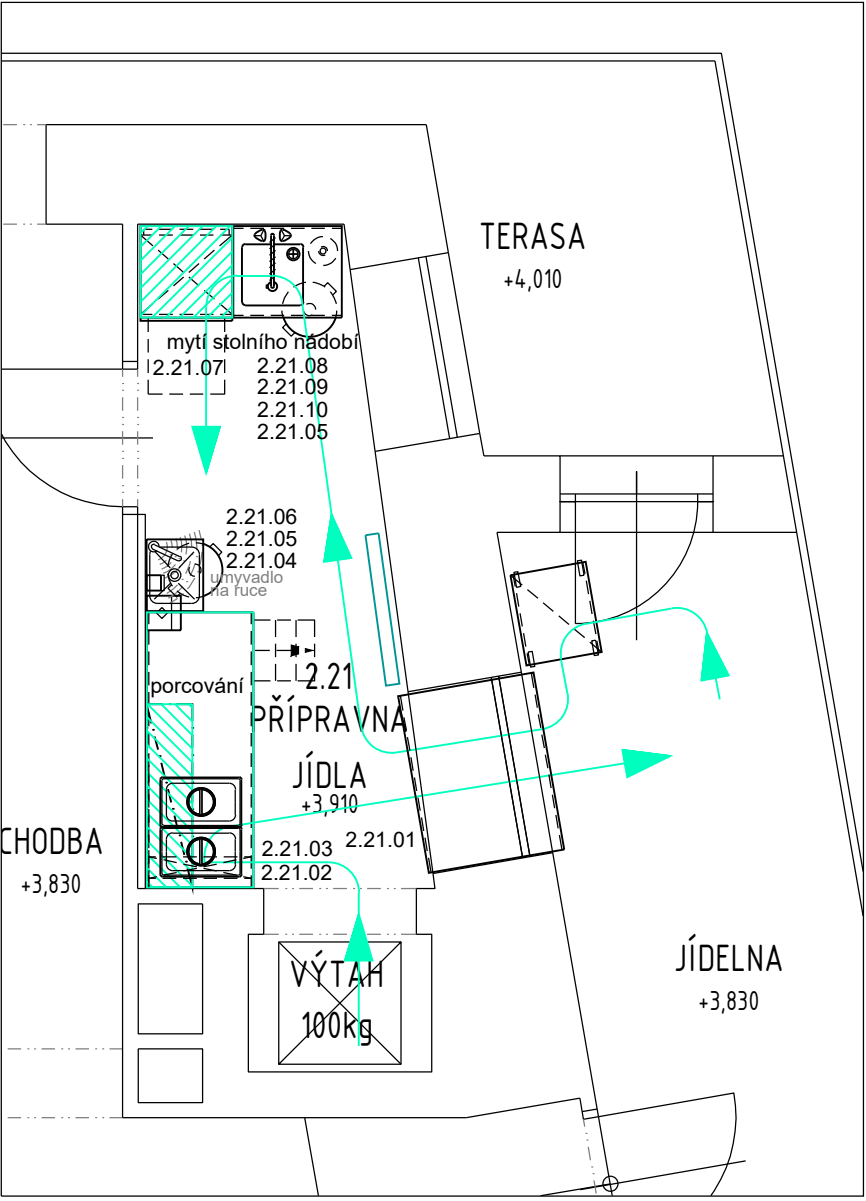 TERASA
+4,010
mytí stolního nádobí
2.21.07
2.21.08
2.21.09
2.21.10
2.21.05
2.21.06
2.21.05
2.21.04
umyvadlo
na ruce
porcování
2.21
PŘÍPRAVNA
JÍDLA
+3,910
2.21.03
2.21.01
2.21.02
CHODBA
+3,830
VÝTAH
100kg
JÍDELNA
+3,830